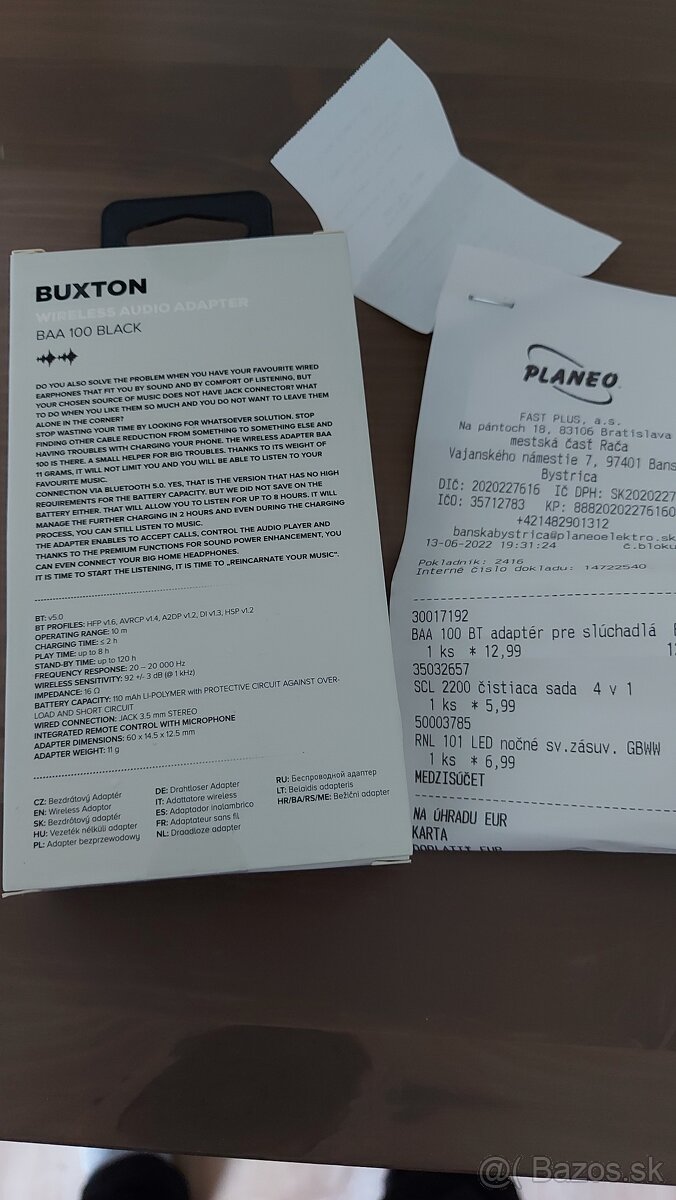 BUXTON
WIRELESS AUDIO ADAPTER
BAA 100 BLACK
DO YOU ALSO SOLVE THE PROBLEM WHEN YOU HAVE YOUR FAVOURITE WIRED
EARPHONES THAT FIT YOU BY SOUND AND BY COMFORT OF LISTENING, BUT
YOUR CHOSEN SOURCE OF MUSIC DOES NOT HAVE JACK CONNECTOR? WHAT
TO DO WHEN YOU LIKE THEM SO MUCH AND YOU DO NOT WANT TO LEAVE THEM
ALONE IN THE CORNER?
STOP WASTING YOUR TIME BY LOOKING FOR WHATSOEVER SOLUTION. STOP
FINDING OTHER CABLE REDUCTION FROM SOMETHING TO SOMETHING ELSE AND
HAVING TROUBLES WITH CHARGING YOUR PHONE. THE WIRELESS ADAPTER BAA
100 IS THERE. A SMALL HELPER FOR BIG TROUBLES. THANKS TO ITS WEIGHT OF
11 GRAMS, IT WILL NOT LIMIT YOU AND YOU WILL BE ABLE TO LISTEN TO YOUR
FAVOURITE MUSIC.
CONNECTION VIA BLUETOOTH 5.0. YES, THAT IS THE VERSION THAT HAS NO HIGH
REQUIREMENTS FOR THE BATTERY CAPACITY. BUT WE DID NOT SAVE ON THE
BATTERY EITHER. THAT WILL ALLOW YOU TO LISTEN FOR UP TO 8 HOURS. IT WILL
MANAGE THE FURTHER CHARGING IN 2 HOURS AND EVEN DURING THE CHARGING
PROCESS, YOU CAN STILL LISTEN TO MUSIC.
THE ADAPTER ENABLES TO ACCEPT CALLS, CONTROL THE AUDIO PLAYER AND
THANKS TO THE PREMIUM FUNCTIONS FOR SOUND POWER ENHANCEMENT, YOU
CAN EVEN CONNECT YOUR BIG HOME HEADPHONES.
IT IS TIME TO START THE LISTENING, IT IS TIME TO „REINCARNATE YOUR MUSIC".
BT: v5.0
BT PROFILES: HFP v1.6, AVRCP v1.4, A2DP v1.2, DI v1.3, HSP v1.2
OPERATING RANGE: 10 m
CHARGING TIME: ≤ 2 h
PLAY TIME: up to 8 h
STAND-BY TIME: up to 120 h
FREQUENCY RESPONSE: 20 – 20 000 Hz
WIRELESS SENSITIVITY: 92 +/- 3 dB (@ 1 kHz)
IMPEDANCE: 16 Ω
BATTERY CAPACITY: 110 mAh LI-POLYMER with PROTECTIVE CIRCUIT AGAINST OVER-
LOAD AND SHORT CIRCUIT
WIRED CONNECTION: JACK 3.5 mm STEREO
INTEGRATED REMOTE CONTROL WITH MICROPHONE
ADAPTER DIMENSIONS: 60 x 14.5 x 12.5 mm
ADAPTER WEIGHT: 11 g
CZ: Bezdrátový Adaptér
EN: Wireless Adaptor
SK: Bezdrôtový adaptér
HU: Vezeték nélküli adapter
PL: Adapter bezprzewodowy
DE: Drahtloser Adapter
IT: Adattatore wireless
ES: Adaptador inalambrico
FR: Adaptateur sans fil
NL: Draadloze adapter
RU: Беспроводной адаптер
LT: Belaidis adapteris
HR/BA/RS/ME: Bežični adapter
PLANEO
FAST PLUS, a.s.
Na pántoch 18, 83106 Bratislava
mestská časť Rača
Vajanského námestie 7, 97401 Bans
Bystrica
DIČ: 2020227616 IČ DPH: SK2020227
IČO: 35712783 KP: 88820202276160
+421482901312
banskabystrica@planeoelektro.sk
13-06-2022 19:31:24 č.bloku
Pokladník: 2416
Interné číslo dokladu: 14722540
30017192
BAA 100 BT adaptér pre slúchadlá
1 ks * 12,99
35032657
SCL 2200 čistiaca sada 4 v 1
1 ks * 5,99
50003785
RNL 101 LED nočné sv.zásuv. GBWW
1 ks * 6,99
MEDZISÚČET
NA ÚHRADU EUR
KARTA
DOPLATIŤ EUR
@( Bazos.sk